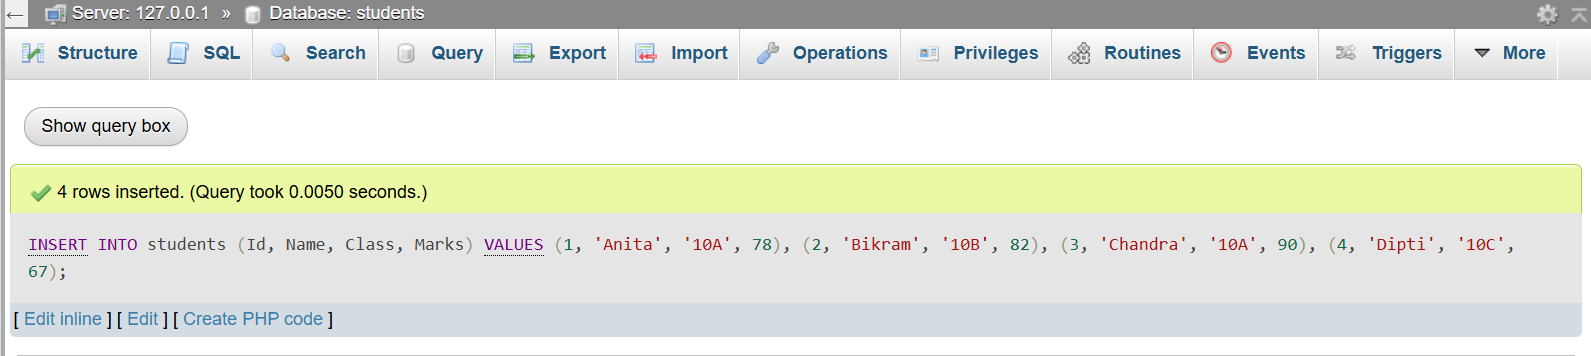 Server: 127.0.0.1 » Database: students
Structure SQL Search Query Export Import Operations Privileges Routines Events Triggers More
Show query box
4 rows inserted. (Query took 0.0050 seconds.)
INSERT INTO students (Id, Name, Class, Marks) VALUES (1, 'Anita', '10A', 78), (2, 'Bikram', '10B', 82), (3, 'Chandra', '10A', 90), (4, 'Dipti', '10C',
67);
[ Edit inline ] [ Edit ] [ Create PHP code ]